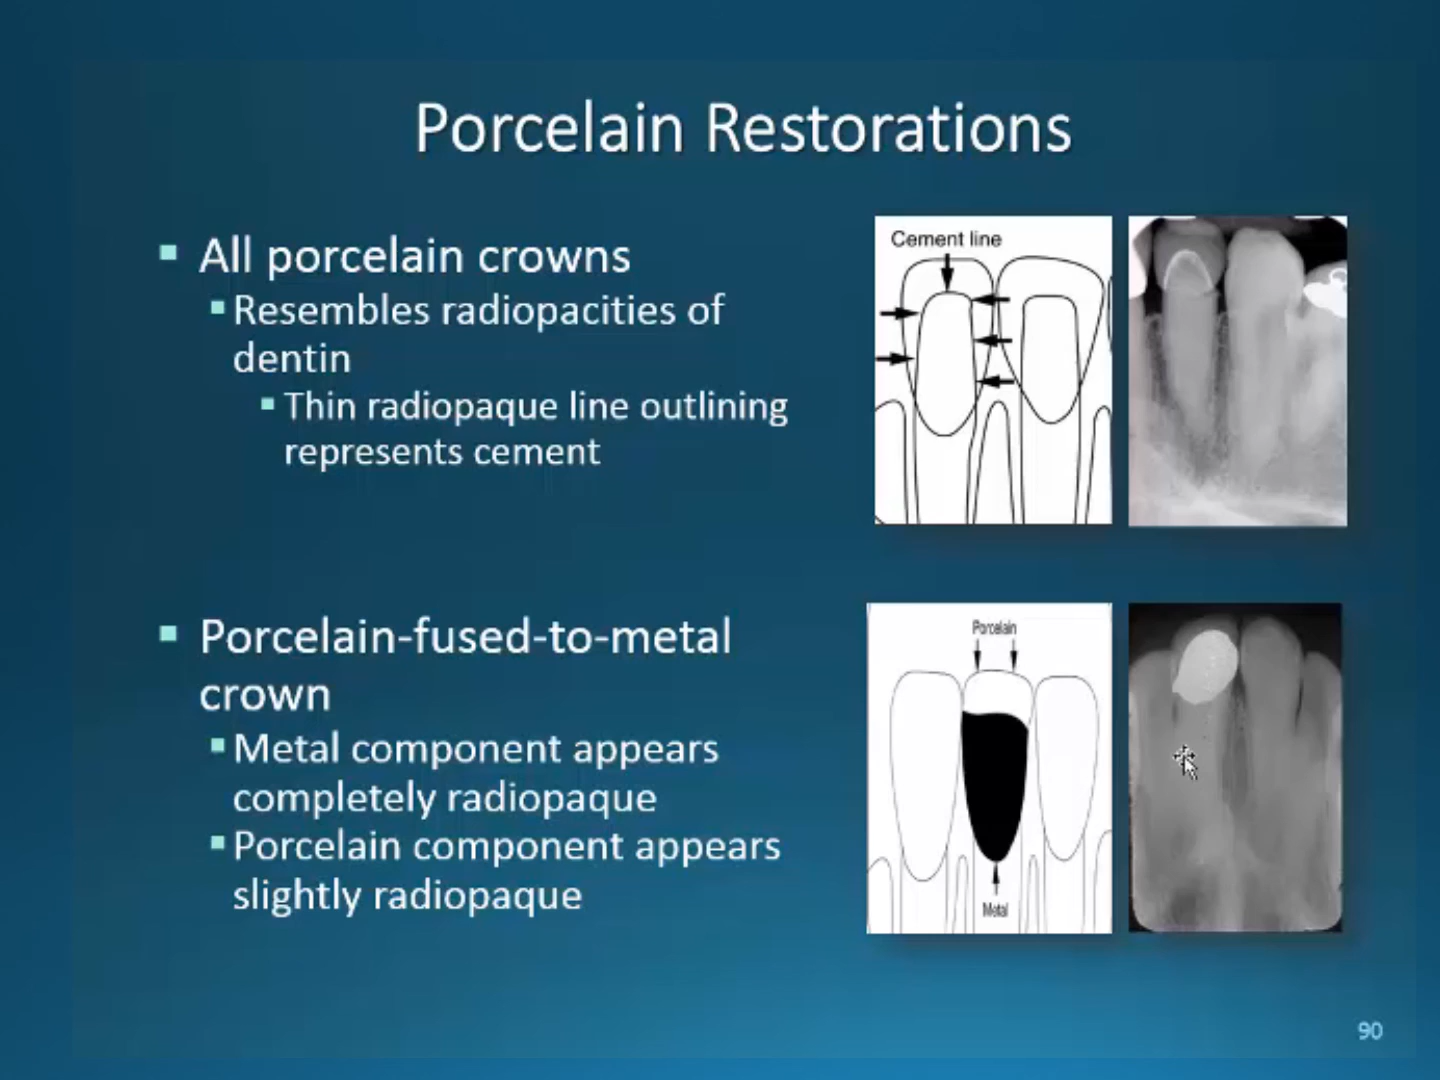 Porcelain Restorations
All porcelain crowns
Resembles radiopacities of
dentin
Thin radiopaque line outlining
represents cement
Cement line
Porcelain-fused-to-metal
crown
Metal component appears
completely radiopaque
Porcelain component appears
slightly radiopaque
Porcelain
Metal
90